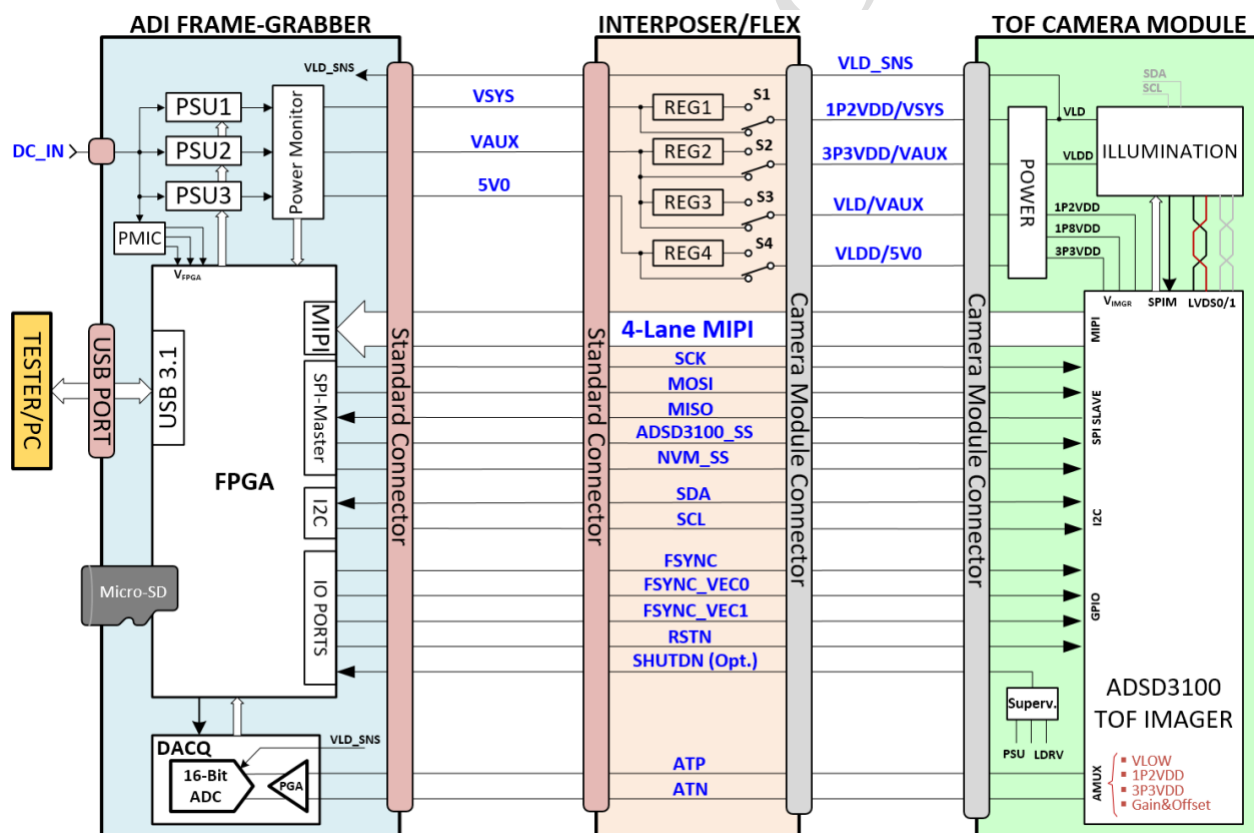 ADI FRAME-GRABBER
INTERPOSER/FLEX
TOF CAMERA MODULE
VLD_SNS
PSU1
PSU2
PSU3
Power Monitor
DC_IN
PMIC
VFPGA
VSYS
VAUX
5V0
REG1
REG2
REG3
REG4
S1
S2
S3
S4
VLD_SNS
1P2VDD/VSYS
3P3VDD/VAUX
VLD/VAUX
VLDD/5V0
SDA
SCL
VLD
VLDD
ILLUMINATION
POWER
1P2VDD
1P8VDD
3P3VDD
VIMGR
SPIM
LVDS0/1
TESTER/PC
USB PORT
USB 3.1
FPGA
MIPI
SPI-Master
I2C
IO PORTS
Micro-SD
Standard Connector
Standard Connector
Camera Module Connector
Camera Module Connector
4-Lane MIPI
SCK
MOSI
MISO
ADSD3100_SS
NVM_SS
SDA
SCL
FSYNC
FSYNC_VEC0
FSYNC_VEC1
RSTN
SHUTDN (Opt.)
MIPI
SPI SLAVE
I2C
GPIO
Superv.
PSU
LDRV
ADSD3100
TOF IMAGER
DACQ
VLD_SNS
16-Bit
ADC
PGA
ATP
ATN
AMUX
▪ VLOW
▪ 1P2VDD
▪ 3P3VDD
▪ Gain&Offset